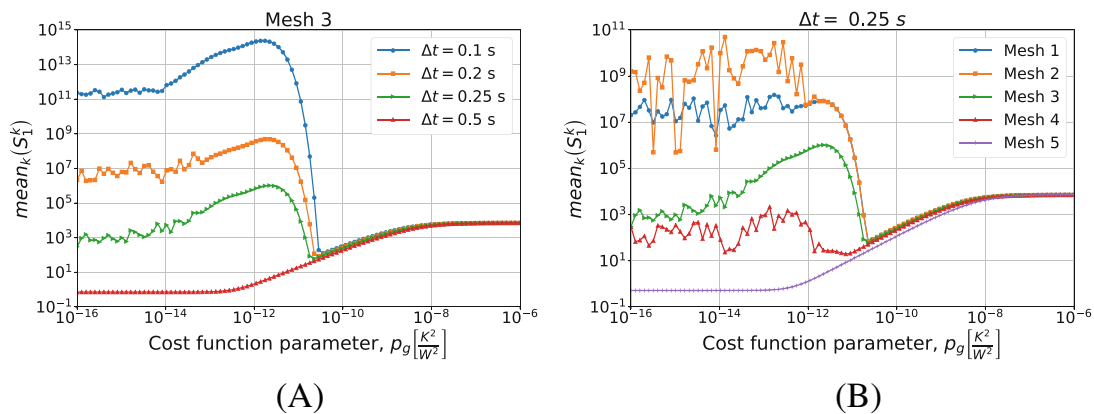 Mesh 3
10^15
10^13
10^11
10^9
10^7
10^5
10^3
10^1
10^−1
mean_k(S_1^k)
Δt = 0.1 s
Δt = 0.2 s
Δt = 0.25 s
Δt = 0.5 s
10^−16 10^−14 10^−12 10^−10 10^−8 10^−6
Cost function parameter, p_g [K^2/W^2]
(A)
Δt = 0.25 s
10^11
10^9
10^7
10^5
10^3
10^1
10^−1
mean_k(S_1^k)
Mesh 1
Mesh 2
Mesh 3
Mesh 4
Mesh 5
10^−16 10^−14 10^−12 10^−10 10^−8 10^−6
Cost function parameter, p_g [K^2/W^2]
(B)